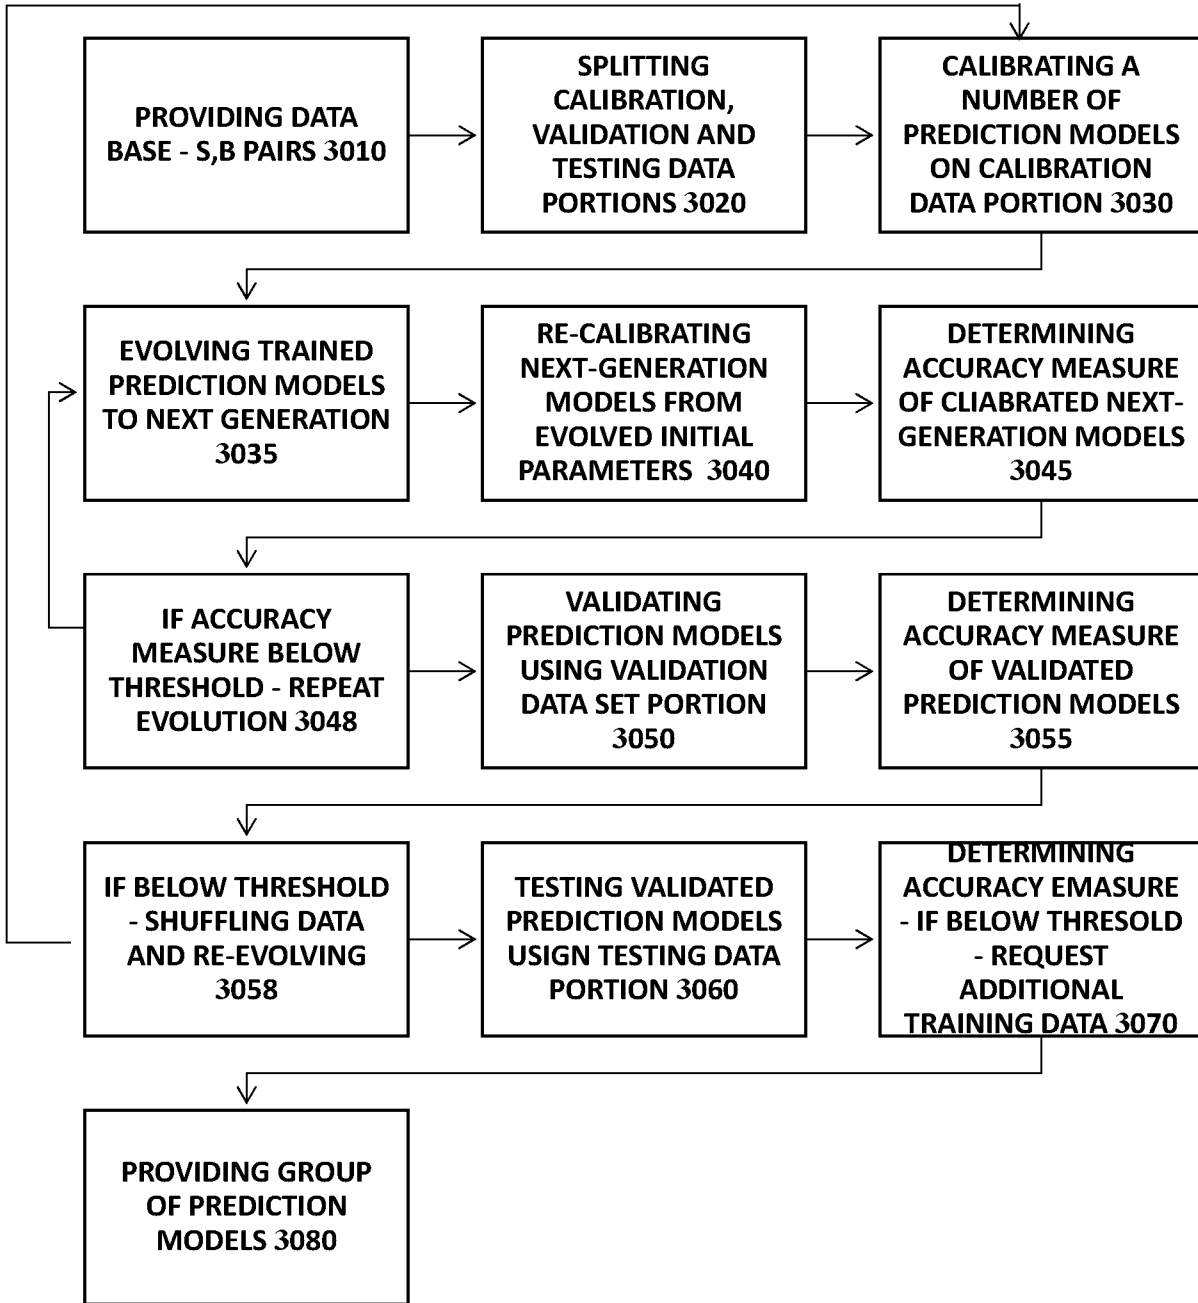 PROVIDING DATA
BASE - S,B PAIRS 3010
SPLITTING
CALIBRATION,
VALIDATION AND
TESTING DATA
PORTIONS 3020
CALIBRATING A
NUMBER OF
PREDICTION MODELS
ON CALIBRATION
DATA PORTION 3030
EVOLVING TRAINED
PREDICTION MODELS
TO NEXT GENERATION
3035
RE-CALIBRATING
NEXT-GENERATION
MODELS FROM
EVOLVED INITIAL
PARAMETERS 3040
DETERMINING
ACCURACY MEASURE
OF CLIABRATED NEXT-
GENERATION MODELS
3045
IF ACCURACY
MEASURE BELOW
THRESHOLD - REPEAT
EVOLUTION 3048
VALIDATING
PREDICTION MODELS
USING VALIDATION
DATA SET PORTION
3050
DETERMINING
ACCURACY MEASURE
OF VALIDATED
PREDICTION MODELS
3055
IF BELOW THRESHOLD
- SHUFFLING DATA
AND RE-EVOLVING
3058
TESTING VALIDATED
PREDICTION MODELS
USIGN TESTING DATA
PORTION 3060
DETERMINING
ACCURACY EMASURE
- IF BELOW THRESOLD
- REQUEST
ADDITIONAL
TRAINING DATA 3070
PROVIDING GROUP
OF PREDICTION
MODELS 3080